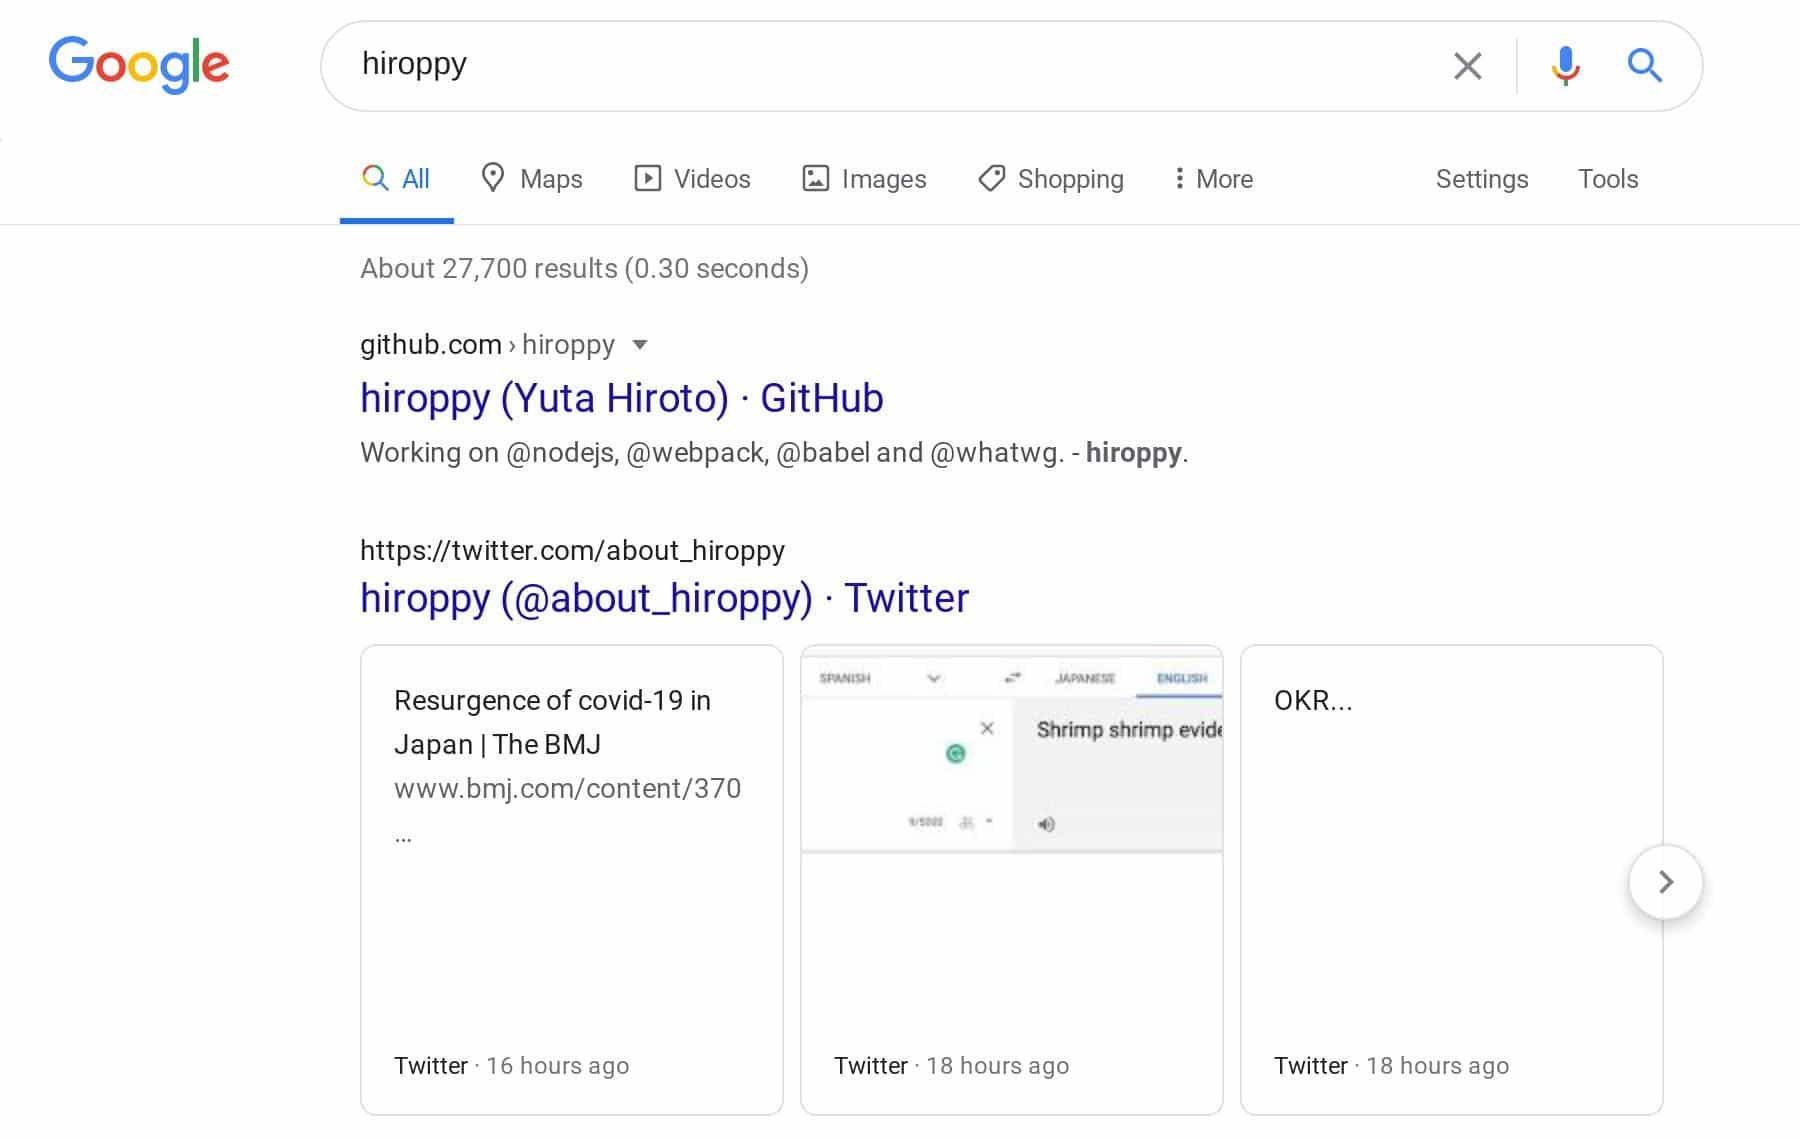 Google
hiroppy
All Maps Videos Images Shopping More Settings Tools
About 27,700 results (0.30 seconds)
github.com › hiroppy
hiroppy (Yuta Hiroto) · GitHub
Working on @nodejs, @webpack, @babel and @whatwg. - hiroppy.
https://twitter.com/about_hiroppy
hiroppy (@about_hiroppy) · Twitter
Resurgence of covid-19 in
Japan | The BMJ
www.bmj.com/content/370
...
Twitter · 16 hours ago
SPANISH JAPANESE ENGLISH
Shrimp shrimp evide
9/5000
Twitter · 18 hours ago
OKR...
Twitter · 18 hours ago